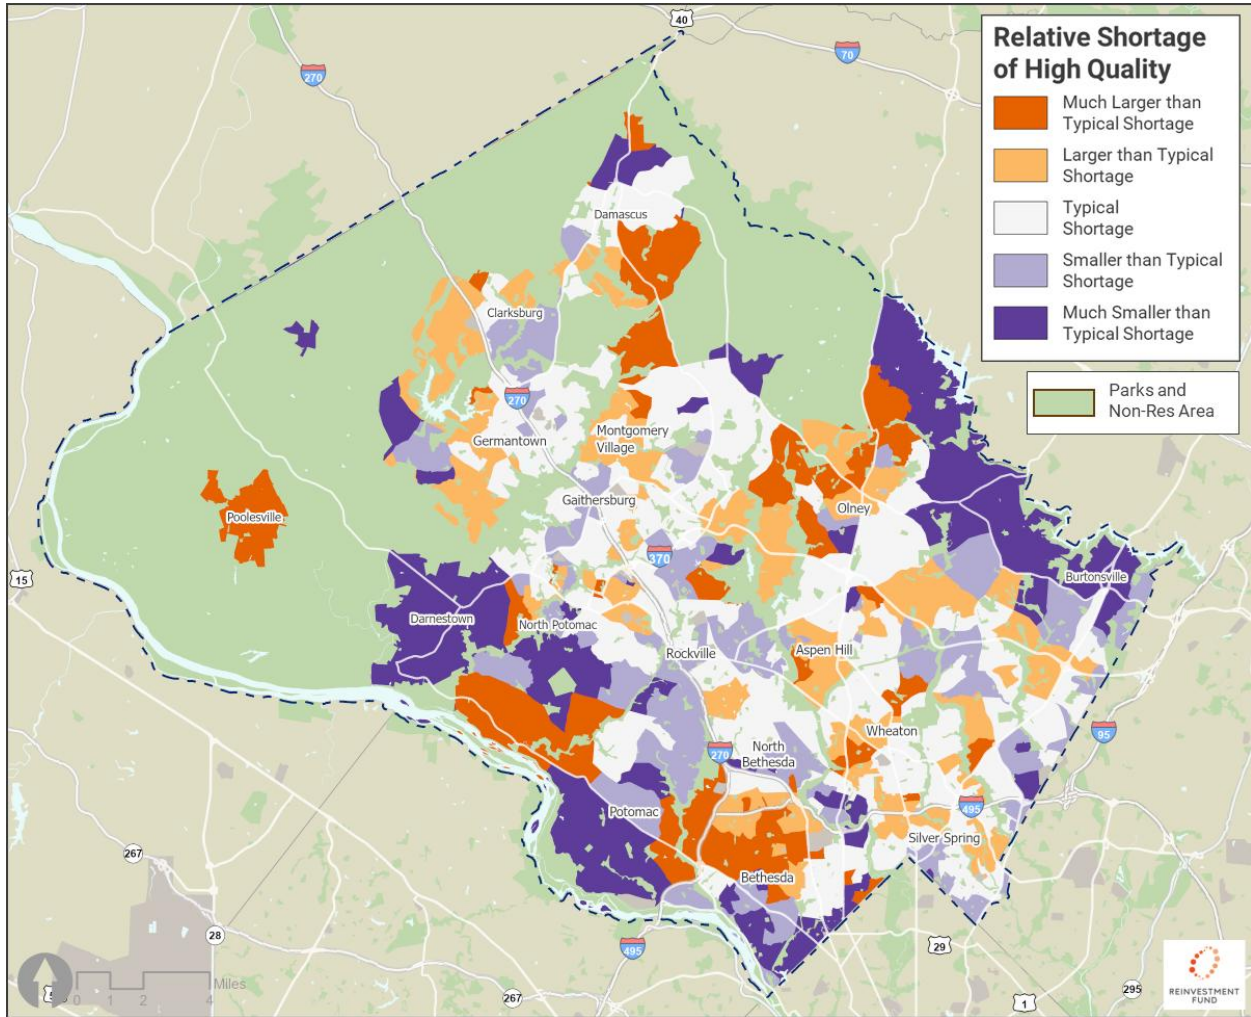 40
270
70
Relative Shortage
of High Quality
Much Larger than
Typical Shortage
Larger than Typical
Shortage
Typical
Shortage
Smaller than Typical
Shortage
Much Smaller than
Typical Shortage
Parks and
Non-Res Area
Damascus
Clarksburg
270
Germantown
Montgomery
Village
Gaithersburg
Olney
Poolesville
370
15
Burtonsville
Darnestown
North Potomac
Rockville
Aspen Hill
Wheaton
95
270
North
Bethesda
Potomac
495
Silver Spring
267
Bethesda
28
495
29
Miles
0
2
4
267
1
295
REINVESTMENT
FUND